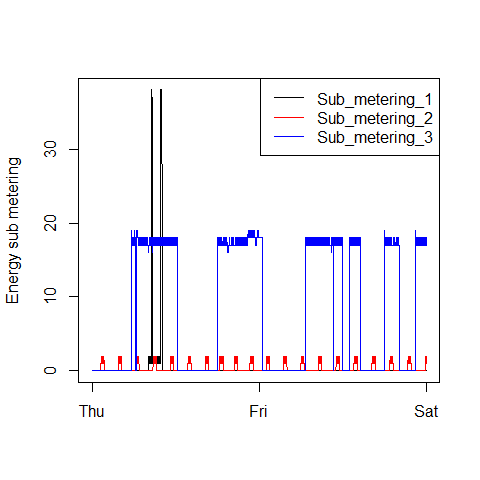 Sub_metering_1
Sub_metering_2
Sub_metering_3
Energy sub metering
30
20
10
0
Thu Fri Sat